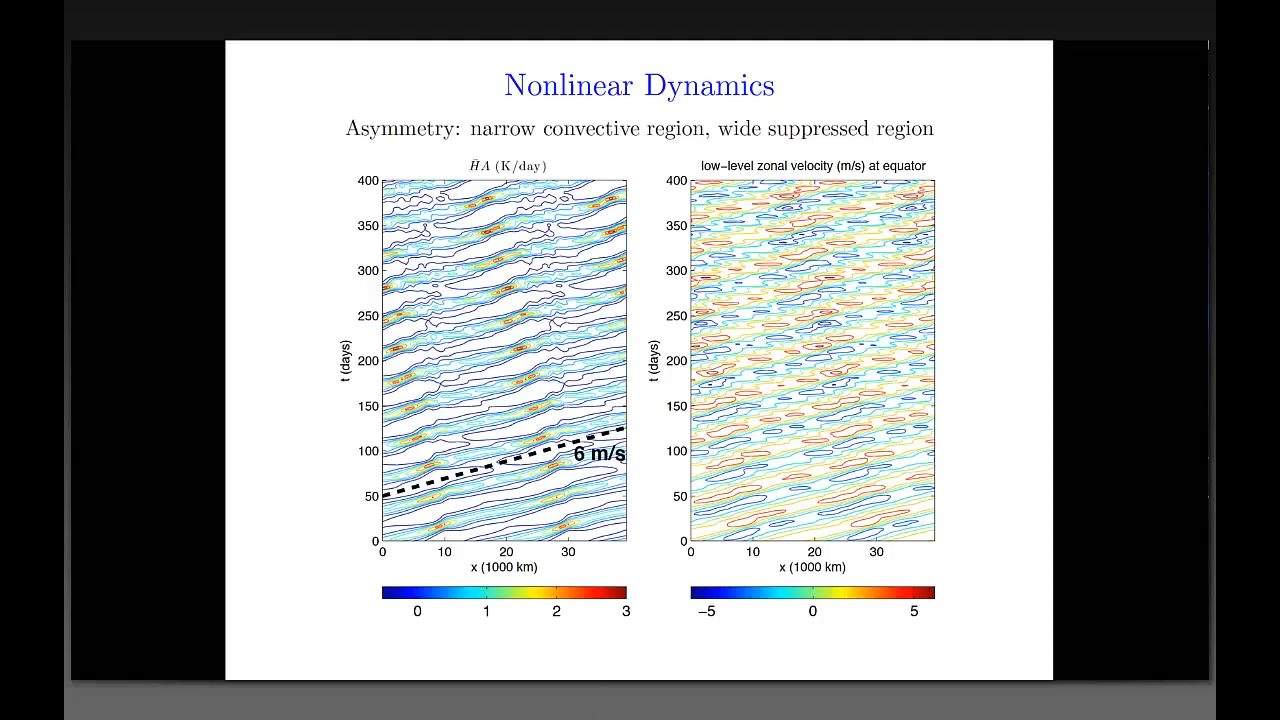 Nonlinear Dynamics
Asymmetry: narrow convective region, wide suppressed region
H̄A (K/day)
low−level zonal velocity (m/s) at equator
400
350
300
250
200
150
100
50
0
t (days)
6 m/s
0 10 20 30
x (1000 km)
0 1 2 3
400
350
300
250
200
150
100
50
0
t (days)
0 10 20 30
x (1000 km)
−5 0 5